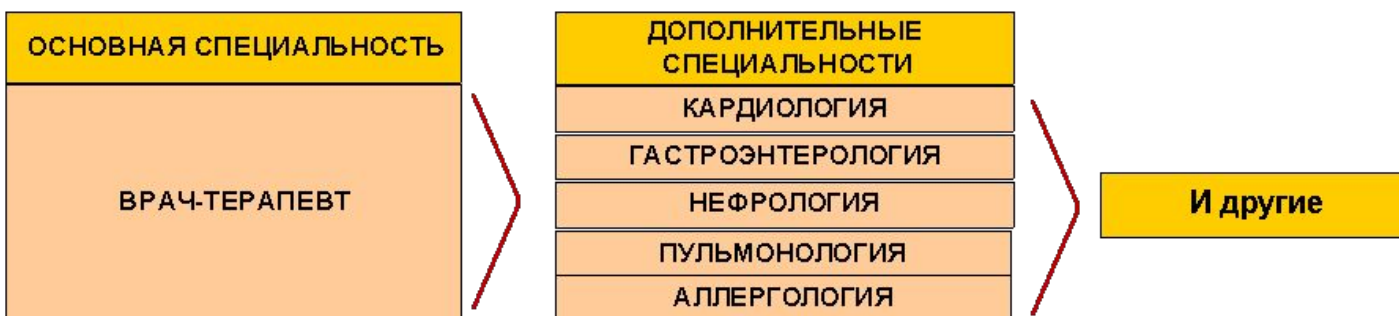 ОСНОВНАЯ СПЕЦИАЛЬНОСТЬ
ВРАЧ-ТЕРАПЕВТ
ДОПОЛНИТЕЛЬНЫЕ
СПЕЦИАЛЬНОСТИ
КАРДИОЛОГИЯ
ГАСТРОЭНТЕРОЛОГИЯ
НЕФРОЛОГИЯ
ПУЛЬМОНОЛОГИЯ
АЛЛЕРГОЛОГИЯ
И другие